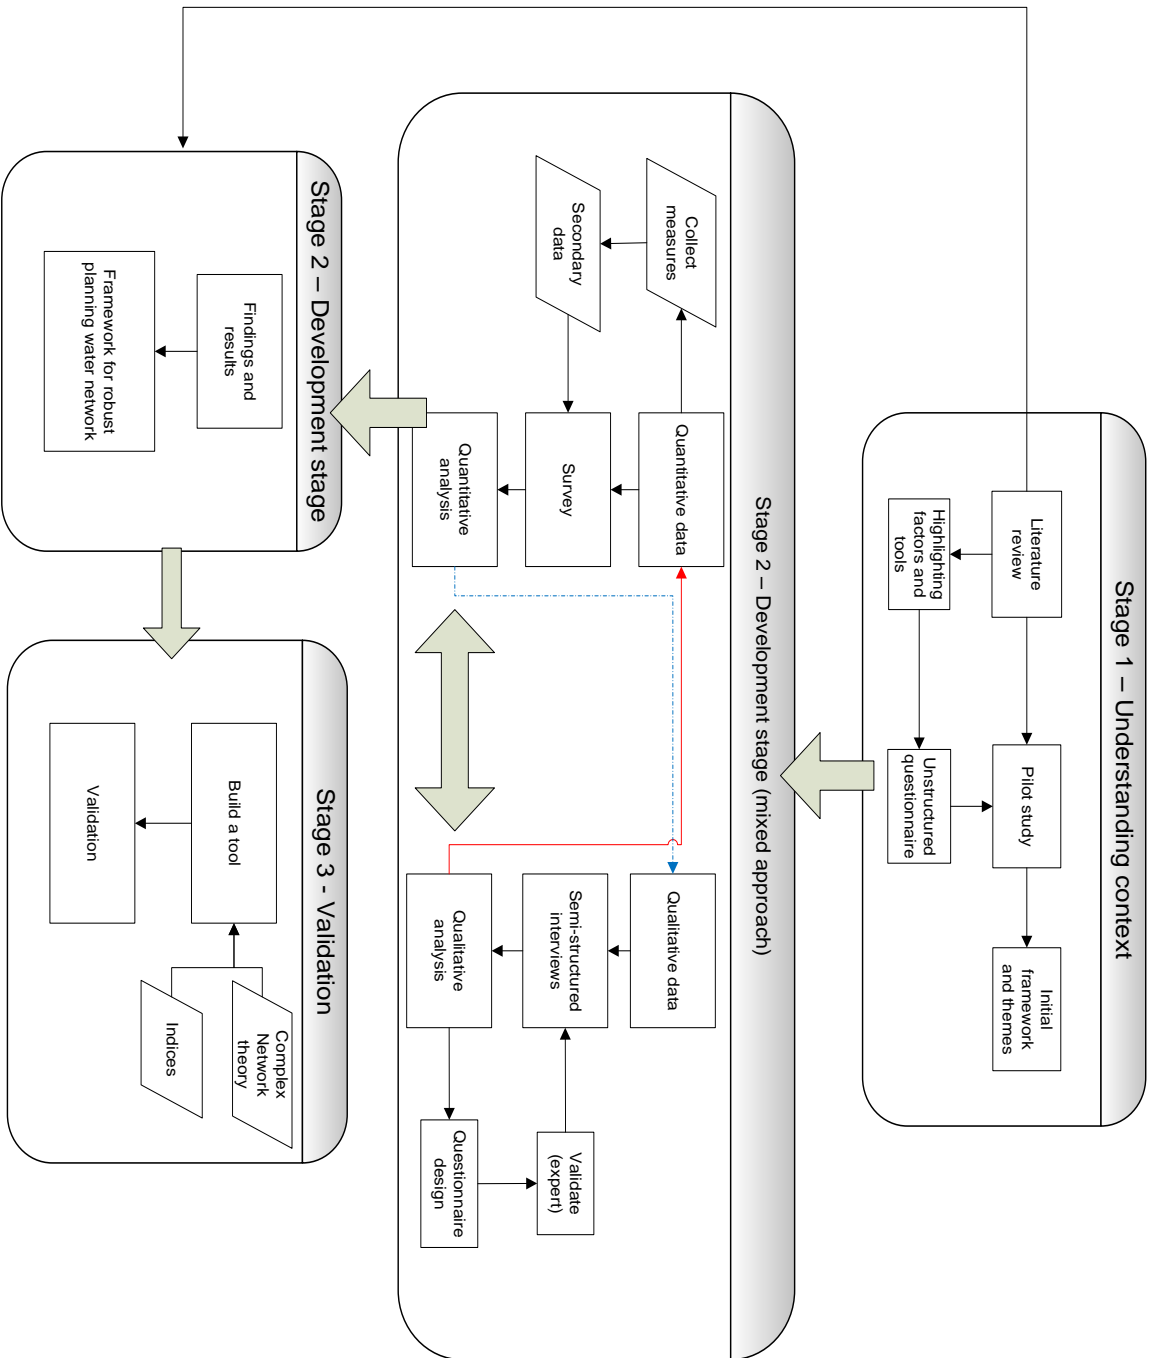 Stage 1 – Understanding context
Literature
review
Pilot study
Initial
framework
and themes
Highlighting
factors and
tools
Unstructured
questionnaire
Stage 2 – Development stage (mixed approach)
Collect
measures
Quantitative data
Qualitative data
Secondary
data
Survey
Semi-structured
interviews
Validate
(expert)
Quantitative
analysis
Qualitative
analysis
Questionnaire
design
Stage 2 – Development stage
Findings and
results
Framework for robust
planning water network
Stage 3 - Validation
Build a tool
Complex
Network
theory
Indices
Validation